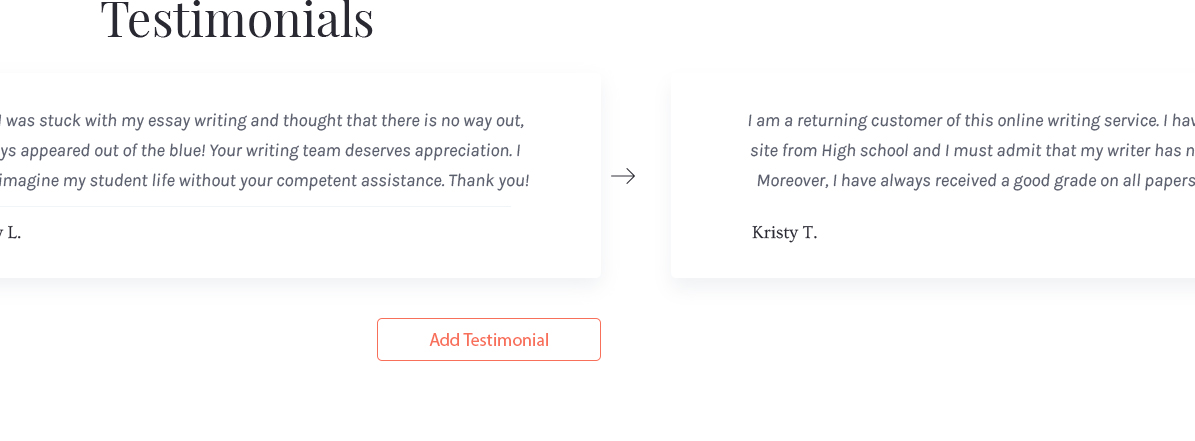 Testimonials
I was stuck with my essay writing and thought that there is no way out,
appeared out of the blue! Your writing team deserves appreciation. I
imagine my student life without your competent assistance. Thank you!
L.
I am a returning customer of this online writing service. I
site from High school and I must admit that my writer has
Moreover, I have always received a good grade on all papers
Kristy T.
Add Testimonial